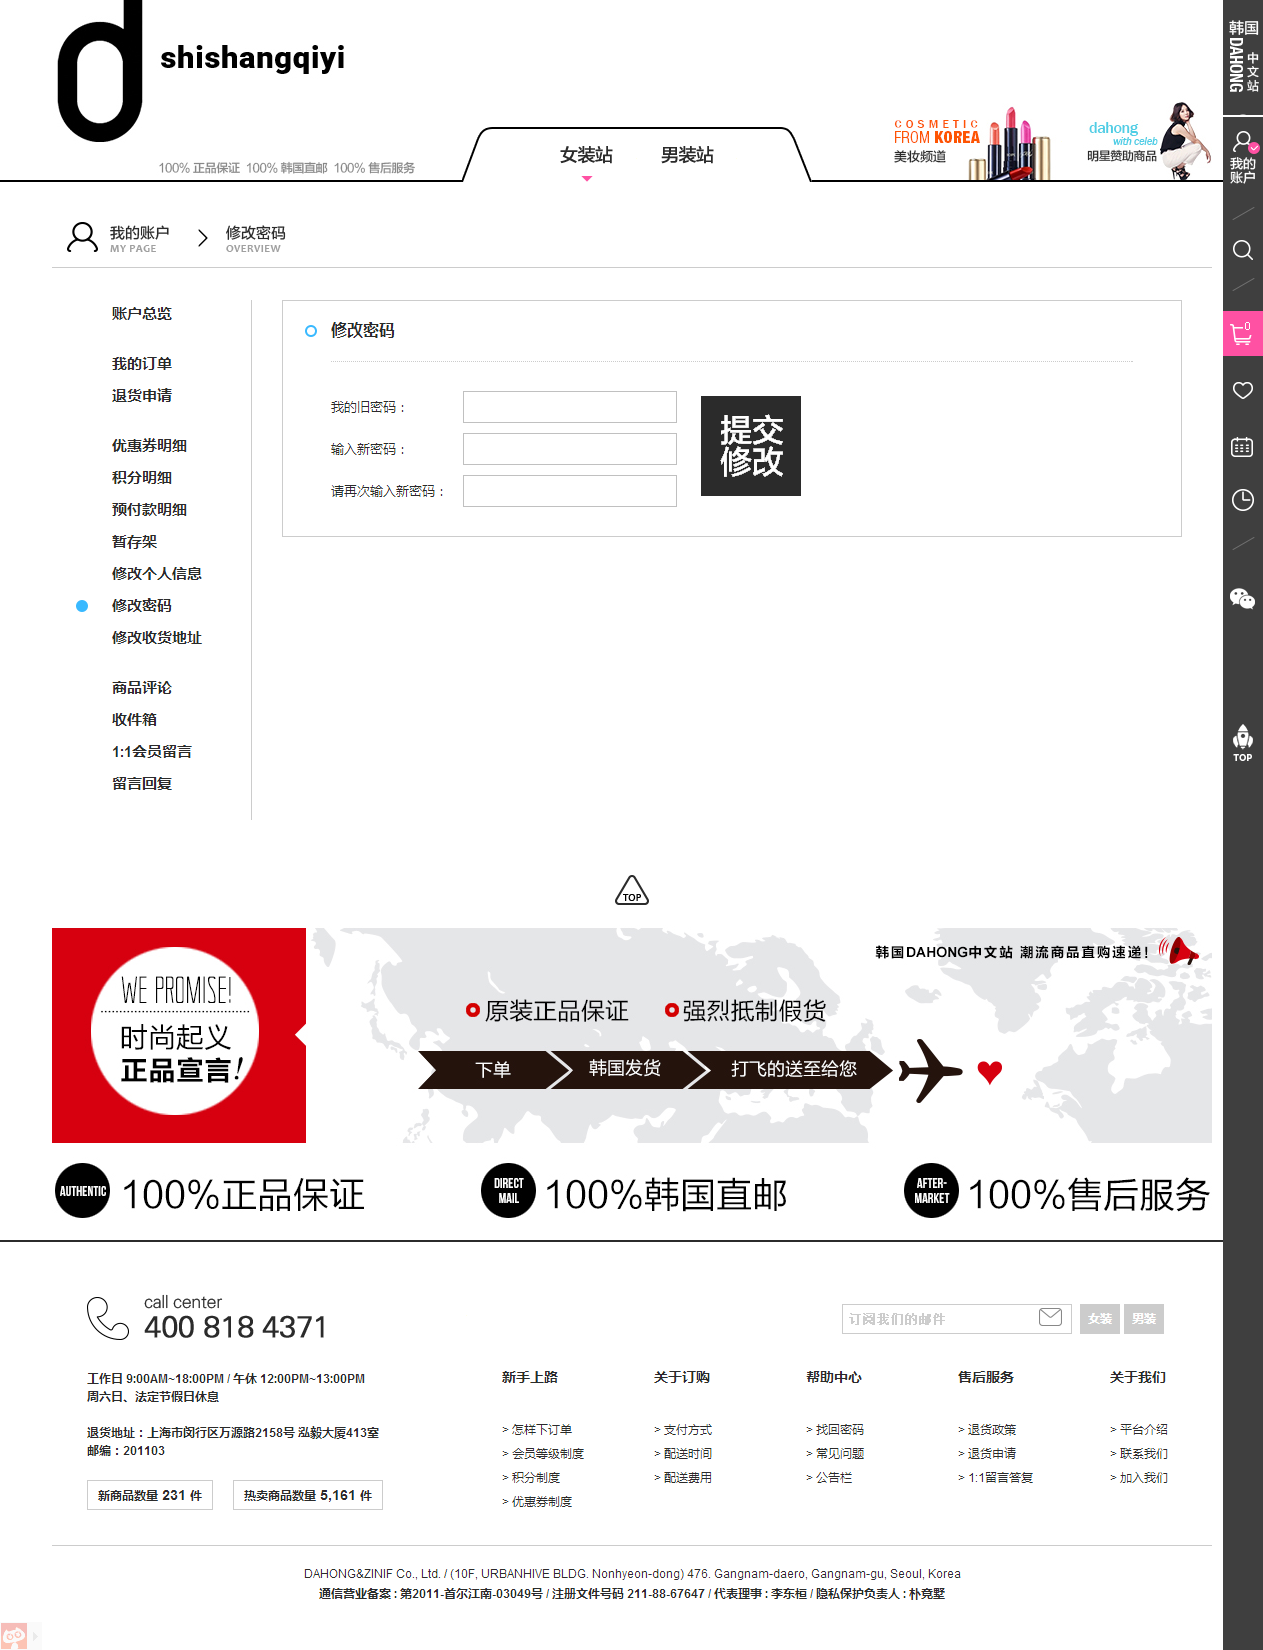 shishangqiyi
100% 正品保证 100% 韩国直邮 100% 售后服务
女装站 男装站
COSMETIC
FROM KOREA
美妆频道
dahong
with celeb
明星赞助商品
韩国
DAHONG
中文站
我的
账户
0
TOP
我的账户
MY PAGE
修改密码
OVERVIEW
账户总览
我的订单
退货申请
优惠券明细
积分明细
预付款明细
暂存架
修改个人信息
修改密码
修改收货地址
商品评论
收件箱
1:1会员留言
留言回复
修改密码
我的旧密码：
输入新密码：
请再次输入新密码：
提交
修改
TOP
WE PROMISE!
时尚起义
正品宣言!
韩国DAHONG中文站 潮流商品直购速递!
原装正品保证 强烈抵制假货
下单 韩国发货 打飞的送至给您
AUTHENTIC 100%正品保证
DIRECT MAIL 100%韩国直邮
AFTER-MARKET 100%售后服务
call center
400 818 4371
订阅我们的邮件 女装 男装
工作日 9:00AM~18:00PM / 午休 12:00PM~13:00PM
周六日、法定节假日休息
退货地址：上海市闵行区万源路2158号 泓毅大厦413室
邮编：201103
新商品数量 231 件 热卖商品数量 5,161 件
新手上路
> 怎样下订单
> 会员等级制度
> 积分制度
> 优惠券制度
关于订购
> 支付方式
> 配送时间
> 配送费用
帮助中心
> 找回密码
> 常见问题
> 公告栏
售后服务
> 退货政策
> 退货申请
> 1:1留言答复
关于我们
> 平台介绍
> 联系我们
> 加入我们
DAHONG&ZINIF Co., Ltd. / (10F, URBANHIVE BLDG. Nonhyeon-dong) 476. Gangnam-daero, Gangnam-gu, Seoul, Korea
通信营业备案 : 第2011-首尔江南-03049号 / 注册文件号码 211-88-67647 / 代表理事 : 李东桓 / 隐私保护负责人 : 朴竞墅